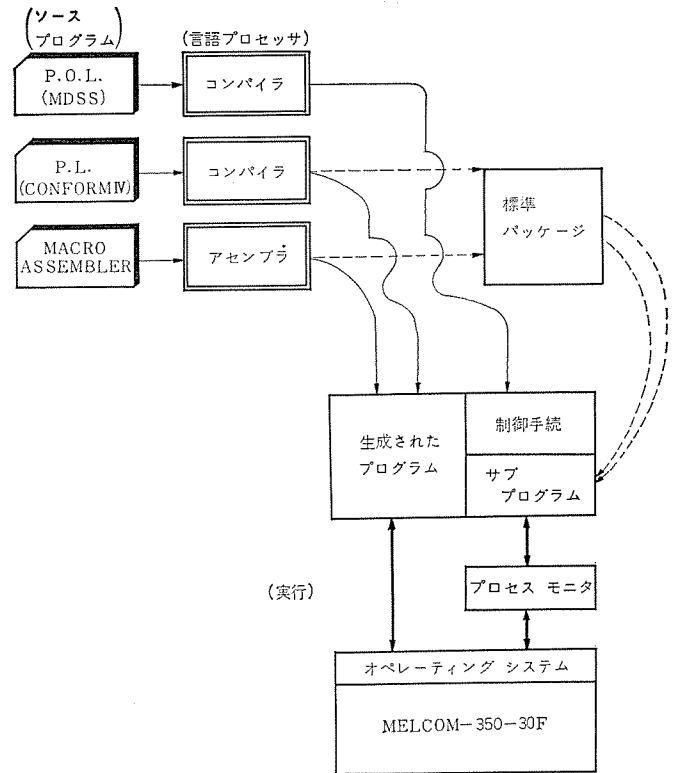 (ソース
プログラム)
(言語プロセッサ)
P.O.L.
(MDSS)
コンパイラ
P.L.
(CONFORMⅣ)
コンパイラ
標準
パッケージ
MACRO
ASSEMBLER
アセンブラ
生成された
プログラム
制御手続
サブ
プログラム
(実行)
プロセス モニタ
オペレーティング システム
MELCOM-350-30F